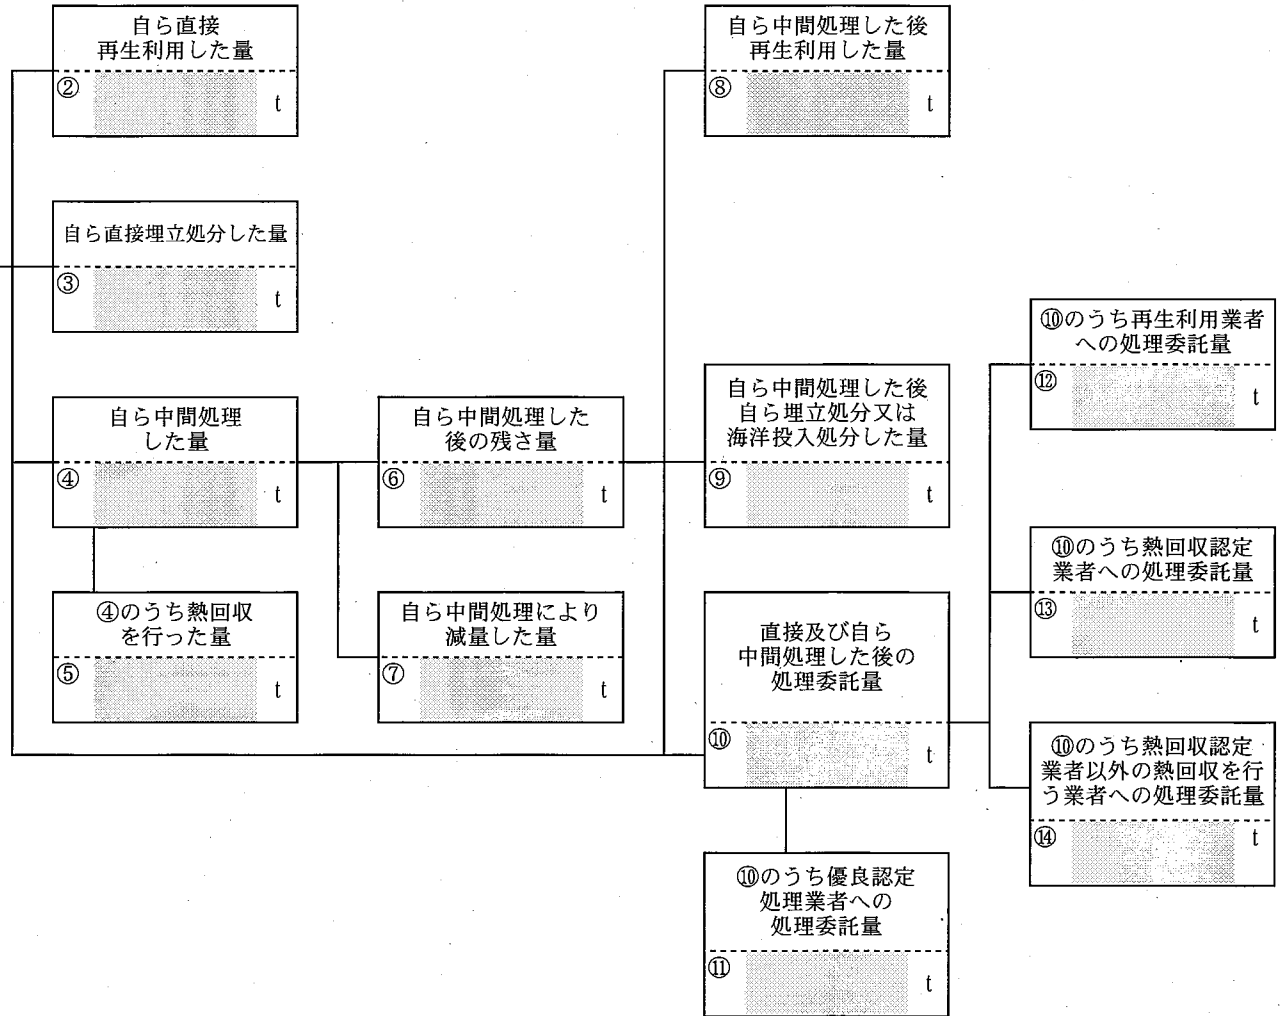 自ら直接
再生利用した量
② t
自ら直接埋立処分した量
③ t
自ら中間処理
した量
④ t
④のうち熱回収
を行った量
⑤ t
自ら中間処理した
後の残さ量
⑥ t
自ら中間処理により
減量した量
⑦ t
自ら中間処理した後
再生利用した量
⑧ t
自ら中間処理した後
自ら埋立処分又は
海洋投入処分した量
⑨ t
直接及び自ら
中間処理した後の
処理委託量
⑩ t
⑩のうち優良認定
処理業者への
処理委託量
⑪ t
⑩のうち再生利用業者
への処理委託量
⑫ t
⑩のうち熱回収認定
業者への処理委託量
⑬ t
⑩のうち熱回収認定
業者以外の熱回収を行
う業者への処理委託量
⑭ t